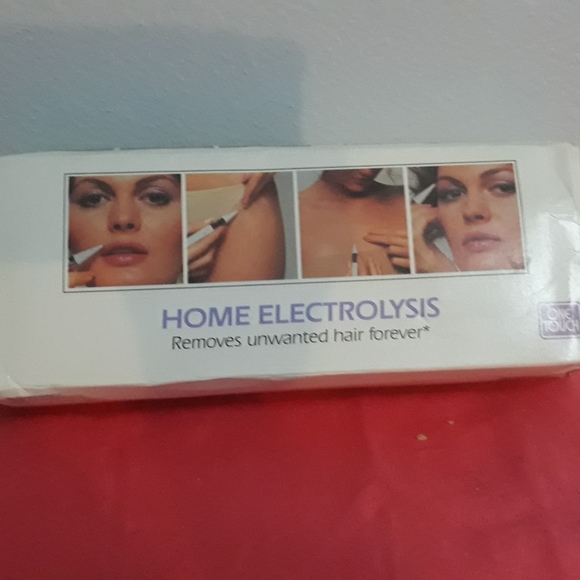 HOME ELECTROLYSIS
Removes unwanted hair forever*
ONE
TOUCH